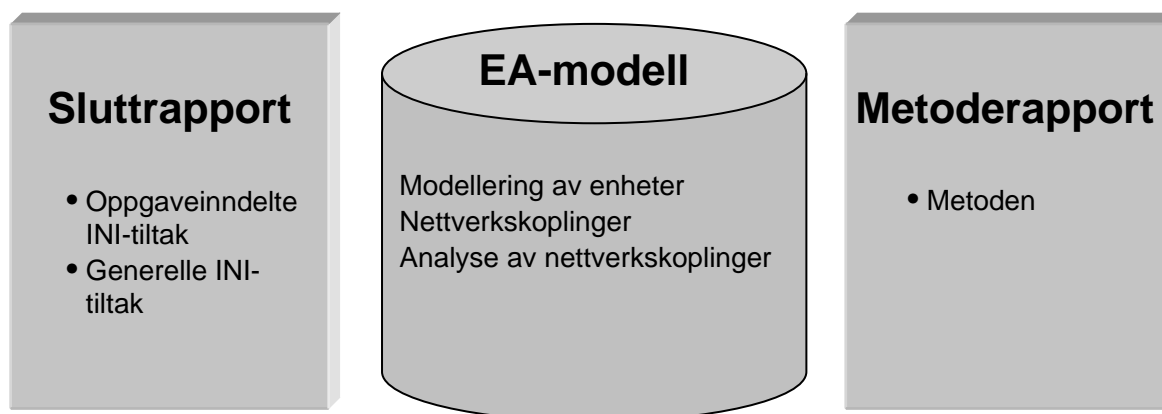 Sluttrapport
• Oppgaveinndelte
INI-tiltak
• Generelle INI-
tiltak
EA-modell
Modellering av enheter
Nettverkskoplinger
Analyse av nettverkskoplinger
Metoderapport
• Metoden